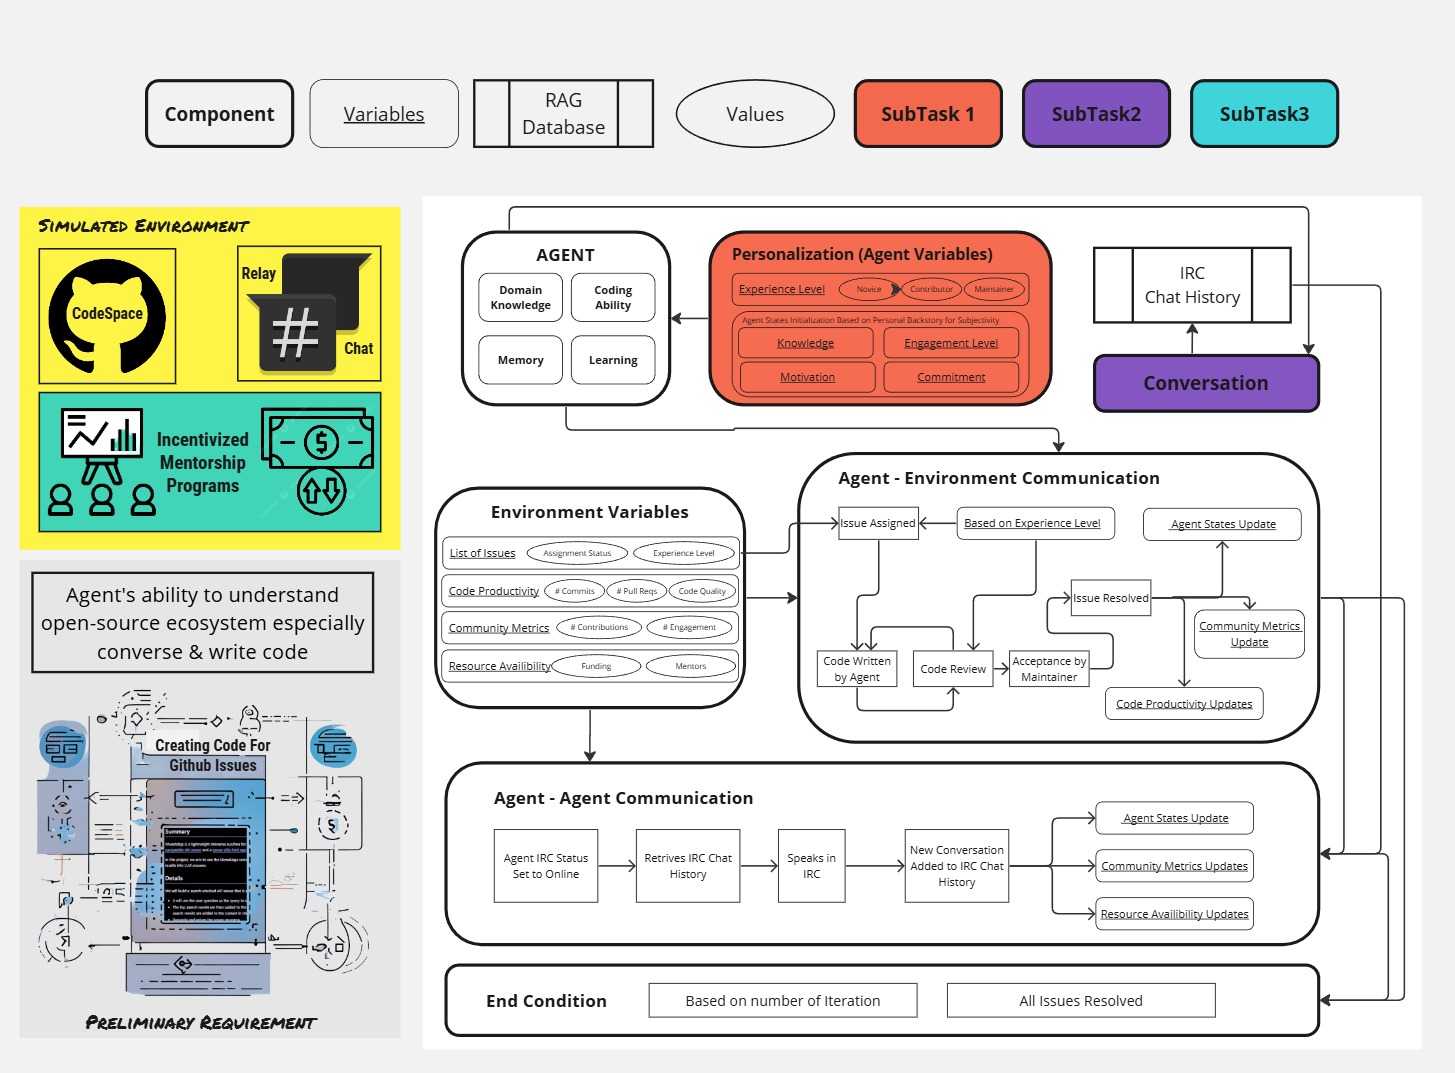 Component
Variables
RAG
Database
Values
SubTask 1
SubTask2
SubTask3
Simulated Environment
CodeSpace
Relay
Chat
Incentivized
Mentorship
Programs
Agent's ability to understand
open-source ecosystem especially
converse & write code
Creating Code For
Github Issues
Summary
Details
Preliminary Requirement
AGENT
Domain
Knowledge
Coding
Ability
Memory
Learning
Personalization (Agent Variables)
Experience Level
Novice
Contributor
Maintainer
Agent States Initialization Based on Personal Backstory for Subjectivity
Knowledge
Engagement Level
Motivation
Commitment
IRC
Chat History
Conversation
Environment Variables
List of Issues
Assignment Status
Experience Level
Code Productivity
# Commits
# Pull Reqs
Code Quality
Community Metrics
# Contributions
# Engagement
Resource Availibility
Funding
Mentors
Agent - Environment Communication
Issue Assigned
Based on Experience Level
Agent States Update
Issue Resolved
Community Metrics
Update
Code Written
by Agent
Code Review
Acceptance by
Maintainer
Code Productivity Updates
Agent - Agent Communication
Agent IRC Status
Set to Online
Retrives IRC Chat
History
Speaks in
IRC
New Conversation
Added to IRC Chat
History
Agent States Update
Community Metrics Updates
Resource Availibility Updates
End Condition
Based on number of Iteration
All Issues Resolved